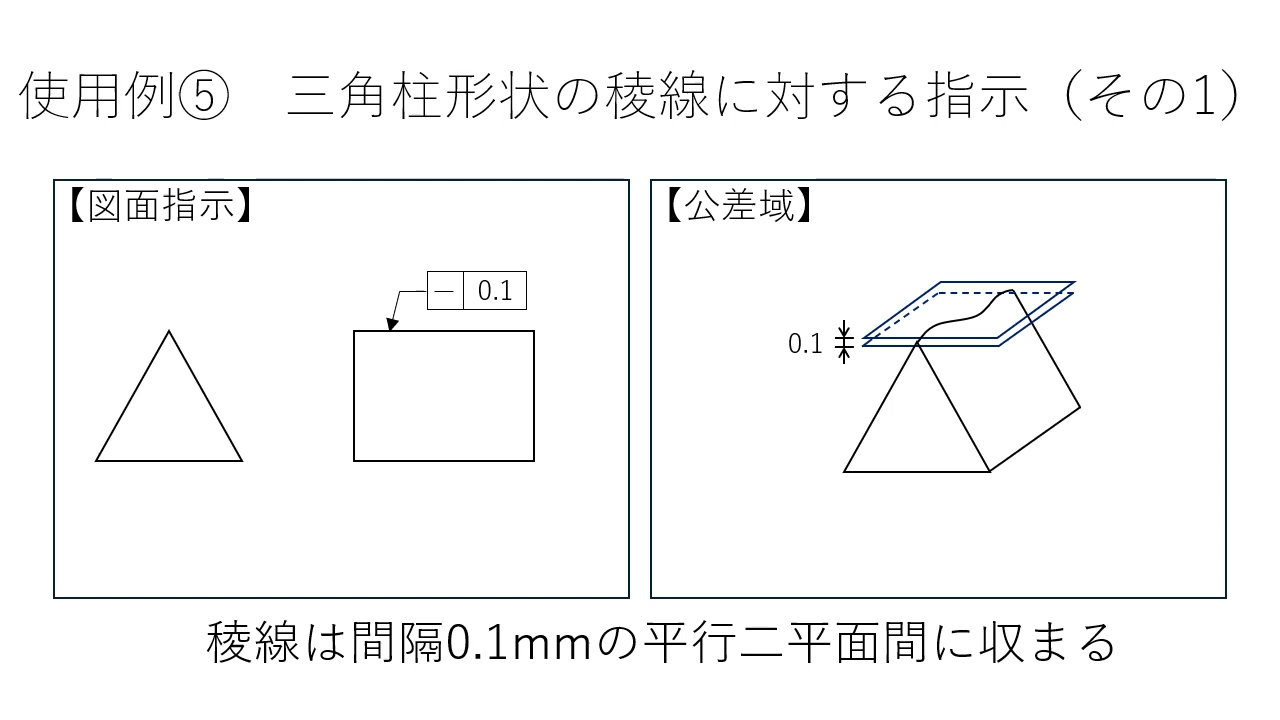 使用例⑤　三角柱形状の稜線に対する指示（その1）
【図面指示】
— 0.1
【公差域】
0.1
稜線は間隔0.1mmの平行二平面間に収まる